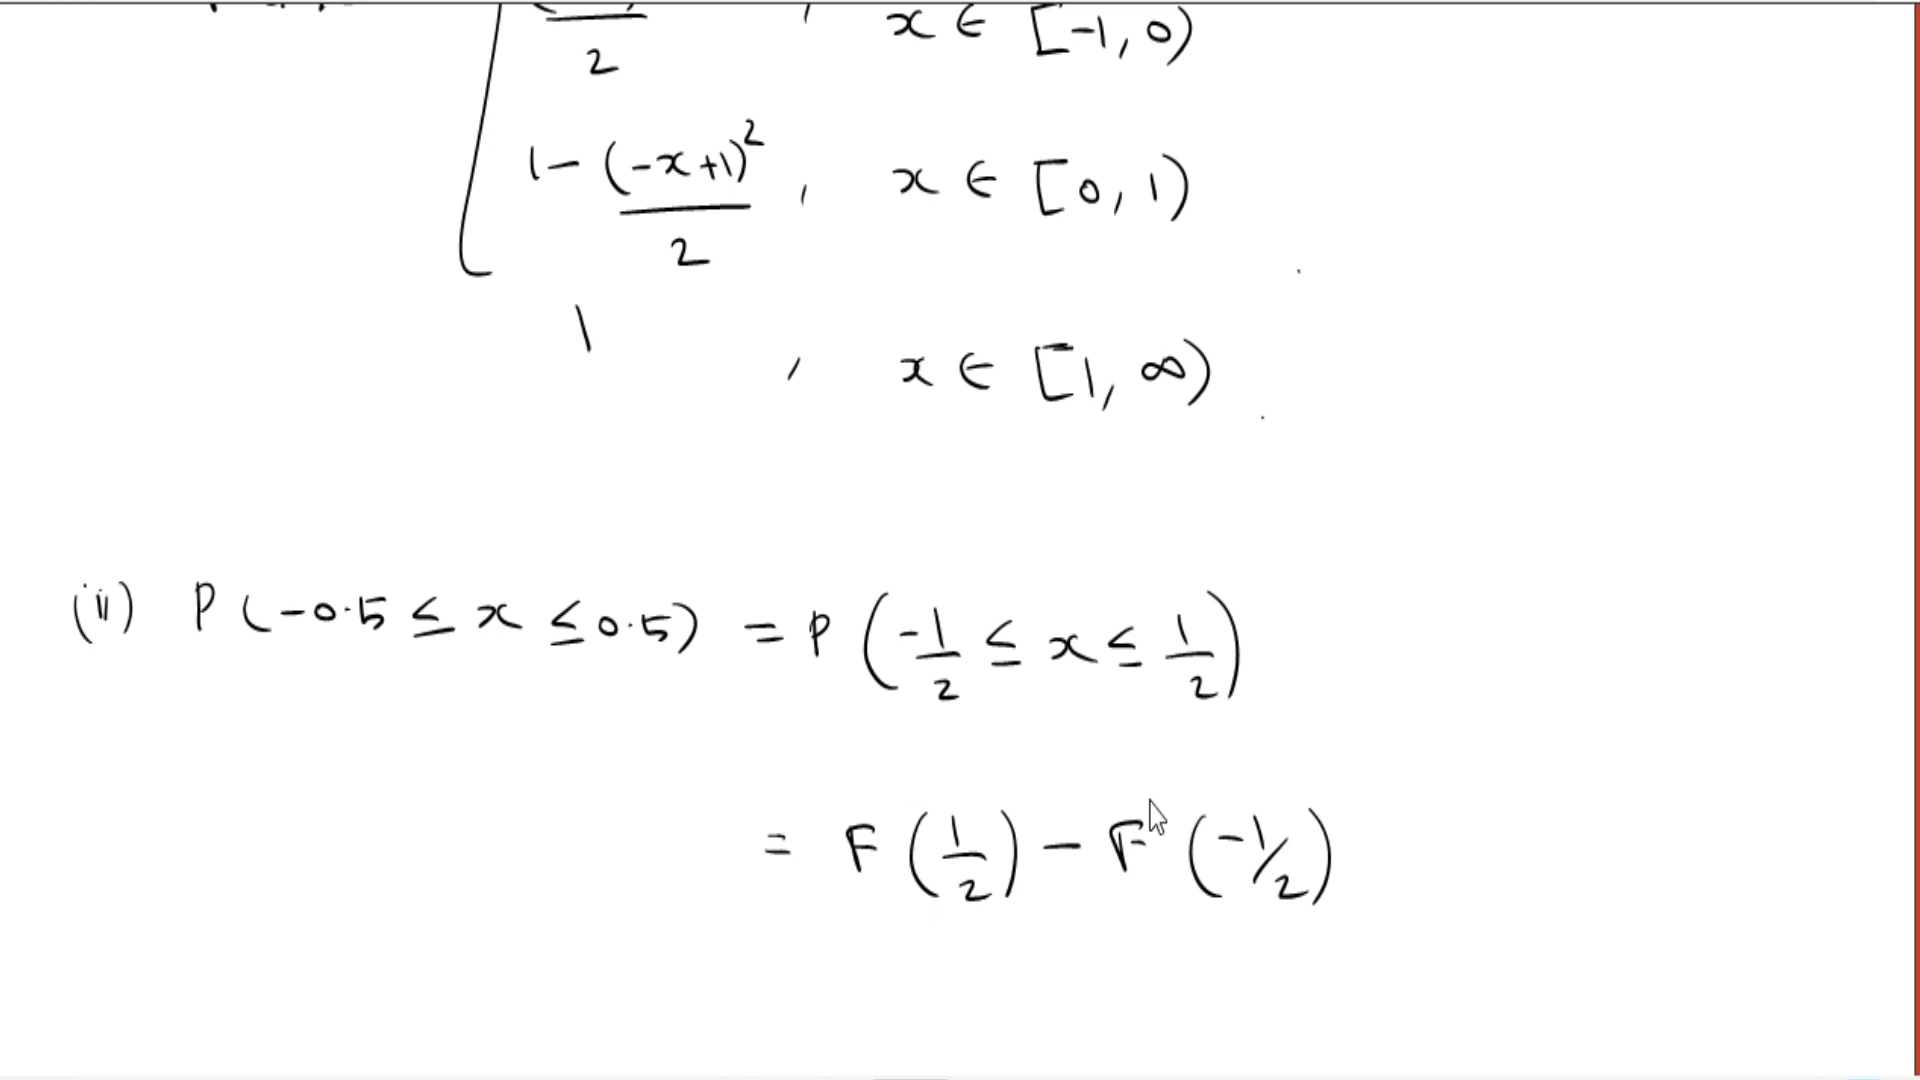 2 , x ∈ [-1, 0)
1 - (-x+1)² / 2 , x ∈ [0, 1)
1 , x ∈ [1, ∞)
(ii) P (-0.5 ≤ x ≤ 0.5) = P (-1/2 ≤ x ≤ 1/2)
= F (1/2) - F (-1/2)